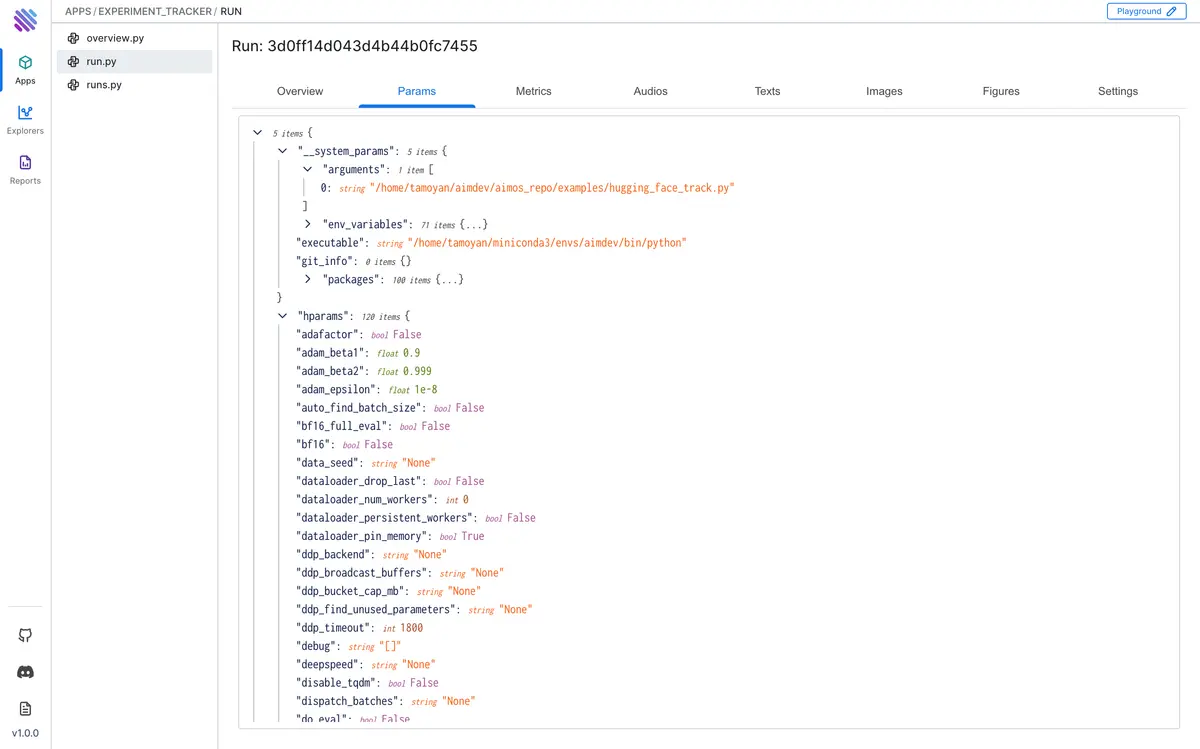 APPS / EXPERIMENT_TRACKER / RUN
Playground
Apps
Explorers
Reports
v1.0.0
overview.py
run.py
runs.py
Run: 3d0ff14d043d4b44b0fc7455
Overview Params Metrics Audios Texts Images Figures Settings
5 items {
"__system_params": 5 items {
"arguments": 1 item [
0: string "/home/tamoyan/aimdev/aimos_repo/examples/hugging_face_track.py"
]
"env_variables": 71 items {...}
"executable": string "/home/tamoyan/miniconda3/envs/aimdev/bin/python"
"git_info": 0 items {}
"packages": 100 items {...}
}
"hparams": 120 items {
"adafactor": bool False
"adam_beta1": float 0.9
"adam_beta2": float 0.999
"adam_epsilon": float 1e-8
"auto_find_batch_size": bool False
"bf16_full_eval": bool False
"bf16": bool False
"data_seed": string "None"
"dataloader_drop_last": bool False
"dataloader_num_workers": int 0
"dataloader_persistent_workers": bool False
"dataloader_pin_memory": bool True
"ddp_backend": string "None"
"ddp_broadcast_buffers": string "None"
"ddp_bucket_cap_mb": string "None"
"ddp_find_unused_parameters": string "None"
"ddp_timeout": int 1800
"debug": string "[]"
"deepspeed": string "None"
"disable_tqdm": bool False
"dispatch_batches": string "None"
"do_eval": bool False